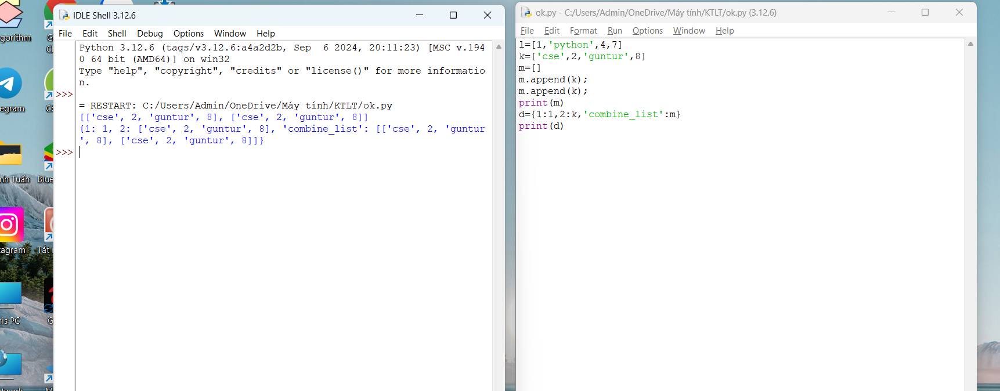 IDLE Shell 3.12.6
File Edit Shell Debug Options Window Help
Python 3.12.6 (tags/v3.12.6:a4a2d2b, Sep  6 2024, 20:11:23) [MSC v.194
0 64 bit (AMD64)] on win32
Type "help", "copyright", "credits" or "license()" for more informatio
n.
>>>
= RESTART: C:/Users/Admin/OneDrive/Máy tính/KTLT/ok.py
[['cse', 2, 'guntur', 8], ['cse', 2, 'guntur', 8]]
{1: 1, 2: ['cse', 2, 'guntur', 8], 'combine_list': [['cse', 2, 'guntur
', 8], ['cse', 2, 'guntur', 8]]}
>>>
ok.py - C:/Users/Admin/OneDrive/Máy tính/KTLT/ok.py (3.12.6)
File Edit Format Run Options Window Help
l=[1,'python',4,7]
k=['cse',2,'guntur',8]
m=[]
m.append(k);
m.append(k);
print(m)
d={1:1,2:k,'combine_list':m}
print(d)
gorithm
egram
nh Tuấn
Blue
tagram
Tắt
his PC